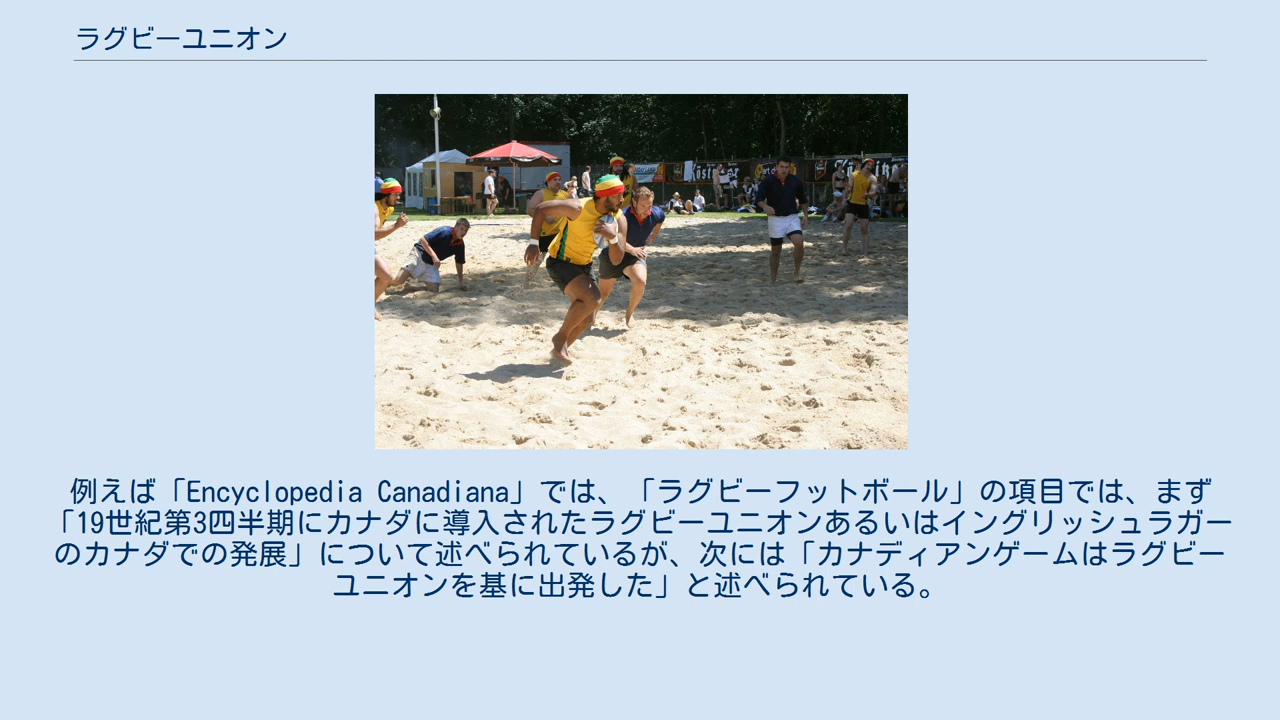 ラグビーユニオン
Köstritzer
例えば「Encyclopedia Canadiana」では、「ラグビーフットボール」の項目では、まず
「19世紀第3四半期にカナダに導入されたラグビーユニオンあるいはイングリッシュラガー
のカナダでの発展」について述べられているが、次には「カナディアンゲームはラグビー
ユニオンを基に出発した」と述べられている。